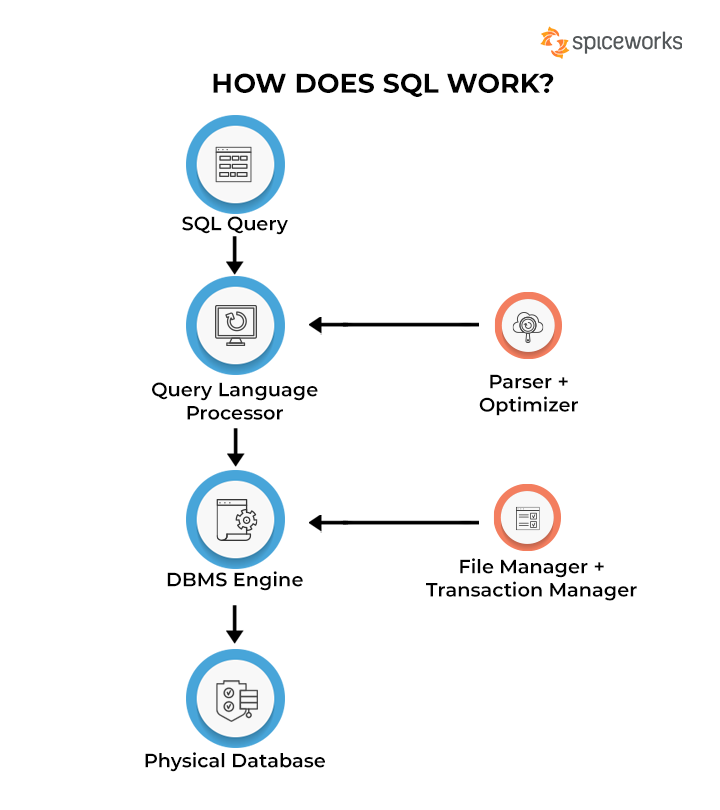 spiceworks
HOW DOES SQL WORK?
SQL Query
Query Language
Processor
Parser +
Optimizer
DBMS Engine
File Manager +
Transaction Manager
Physical Database